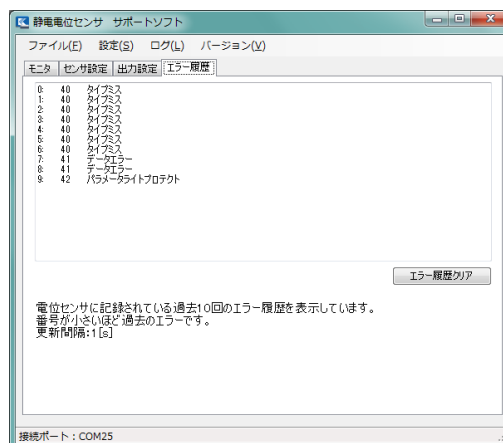 静電電位センサ サポートソフト
ファイル(F) 設定(S) ログ(L) バージョン(V)
モニタ センサ設定 出力設定 エラー履歴
0: 40 タイプミス
1: 40 タイプミス
2: 40 タイプミス
3: 40 タイプミス
4: 40 タイプミス
5: 40 タイプミス
6: 40 タイプミス
7: 41 データエラー
8: 41 データエラー
9: 42 パラメータライトプロテクト
エラー履歴クリア
電位センサに記録されている過去10回のエラー履歴を表示しています。
番号が小さいほど過去のエラーです。
更新間隔:1[s]
接続ポート：COM25